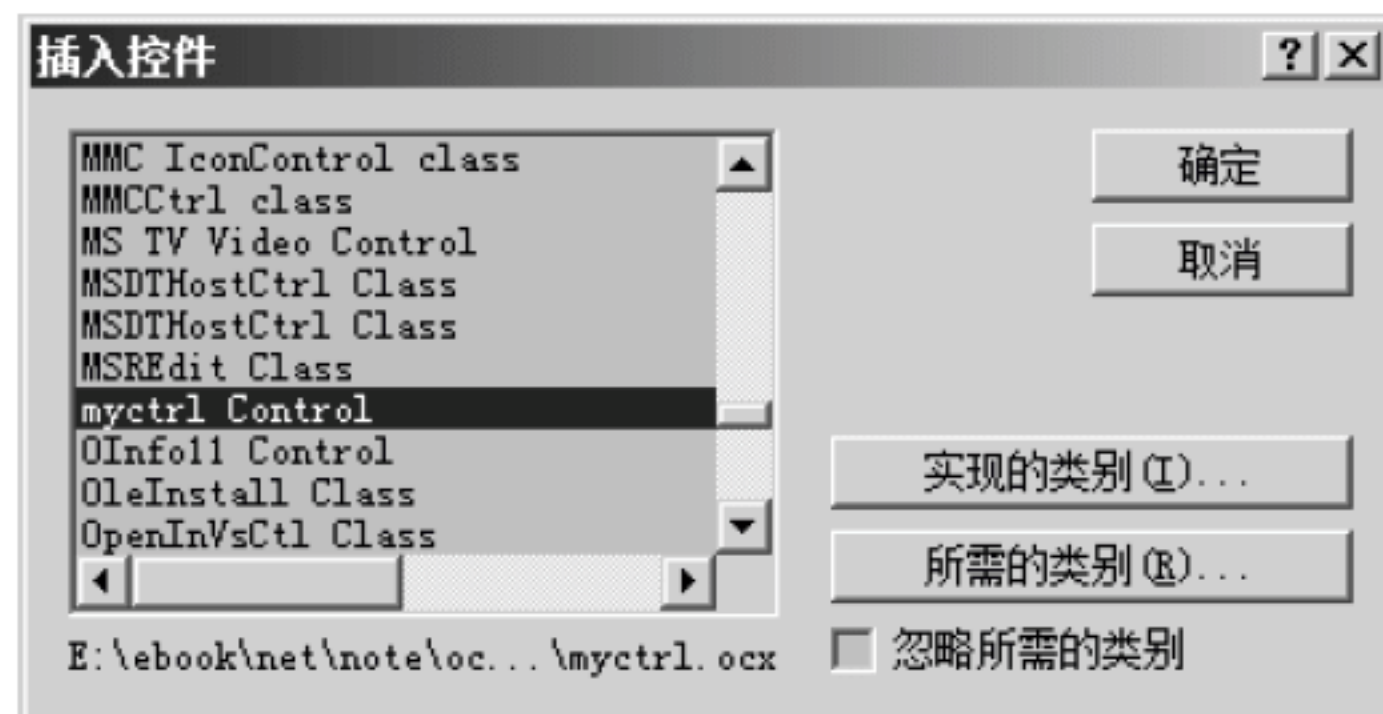 插入控件
MMC IconControl class
MMCCtrl class
MS TV Video Control
MSDTHostCtrl Class
MSDTHostCtrl Class
MSREdit Class
myctrl Control
OInfo11 Control
OleInstall Class
OpenInVsCtl Class
E:\ebook\net\note\oc...\myctrl.ocx
确定
取消
实现的类别(I)...
所需的类别(R)...
忽略所需的类别